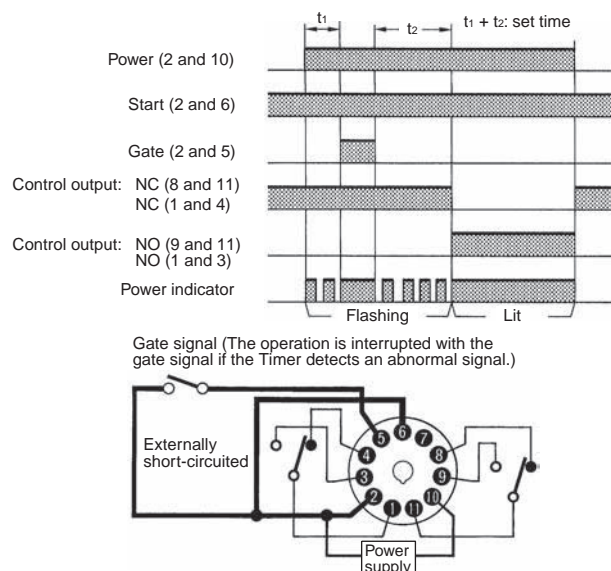 t₁ t₂ t₁ + t₂: set time
Power (2 and 10)
Start (2 and 6)
Gate (2 and 5)
Control output: NC (8 and 11)
NC (1 and 4)
Control output: NO (9 and 11)
NO (1 and 3)
Power indicator
Flashing Lit
Gate signal (The operation is interrupted with the
gate signal if the Timer detects an abnormal signal.)
Externally
short-circuited
5 6 7
4 8
3 9
2 10
1 11
Power
supply